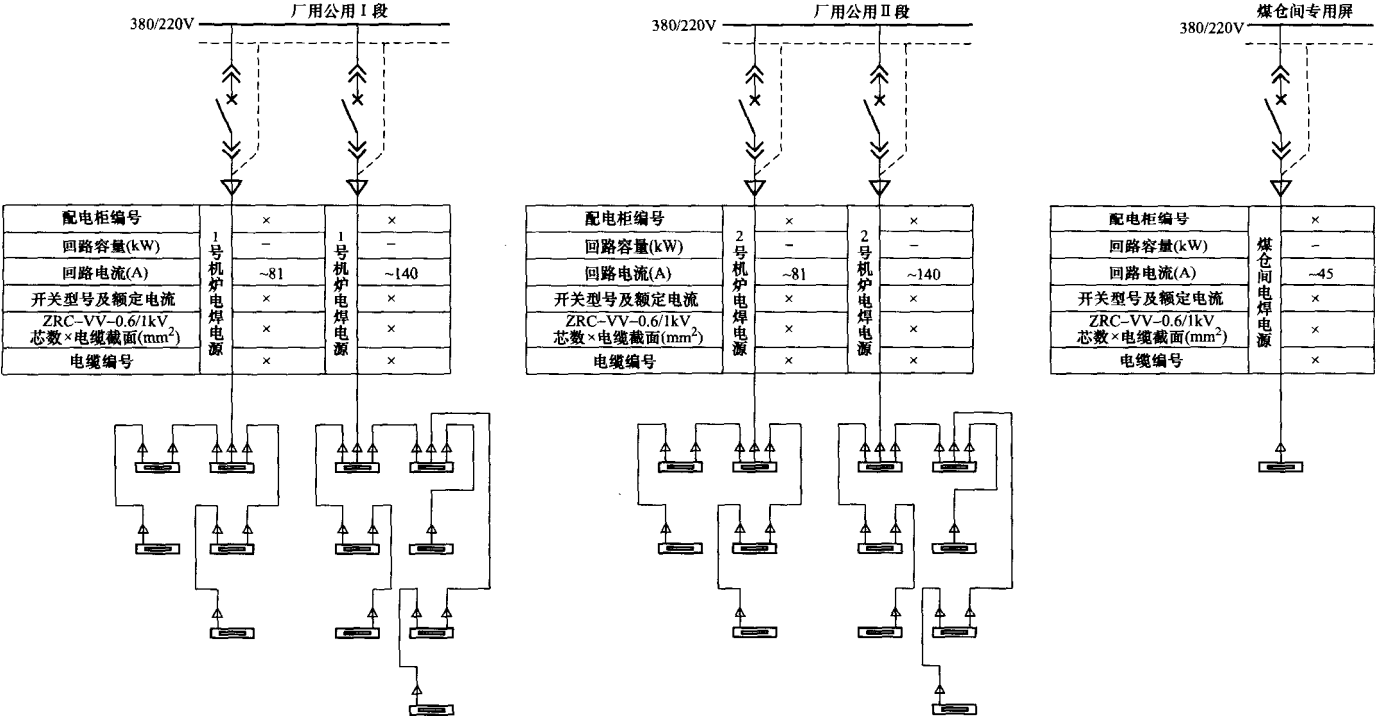 厂用公用Ⅰ段
380/220V
配电柜编号 × ×
回路容量(kW) － －
回路电流(A) ~81 ~140
开关型号及额定电流 × ×
ZRC-VV-0.6/1kV
芯数×电缆截面(mm²) × ×
电缆编号 × ×
1号机炉电焊电源
1号机炉电焊电源
厂用公用Ⅱ段
380/220V
配电柜编号 × ×
回路容量(kW) － －
回路电流(A) ~81 ~140
开关型号及额定电流 × ×
ZRC-VV-0.6/1kV
芯数×电缆截面(mm²) × ×
电缆编号 × ×
2号机炉电焊电源
2号机炉电焊电源
煤仓间专用屏
380/220V
配电柜编号 ×
回路容量(kW) －
回路电流(A) ~45
开关型号及额定电流 ×
ZRC-VV-0.6/1kV
芯数×电缆截面(mm²) ×
电缆编号 ×
煤仓间电焊电源